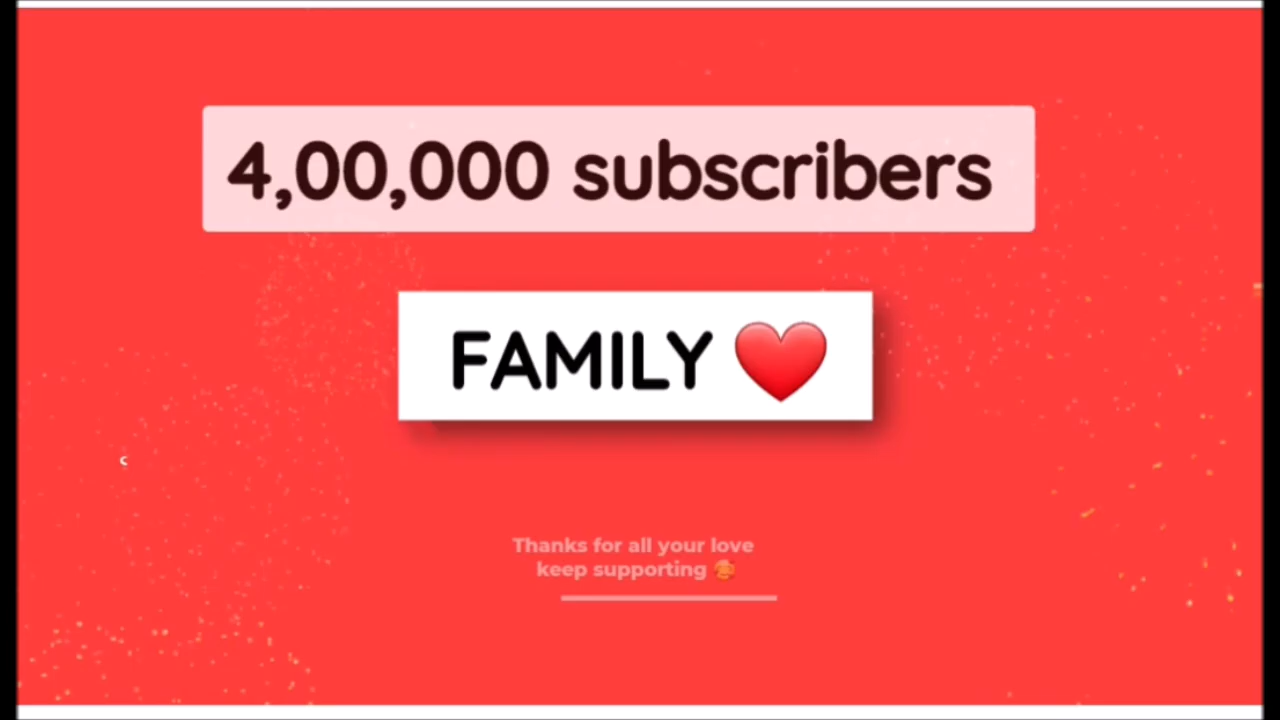 4,00,000 subscribers
FAMILY ❤️
Thanks for all your love
keep supporting 🥰